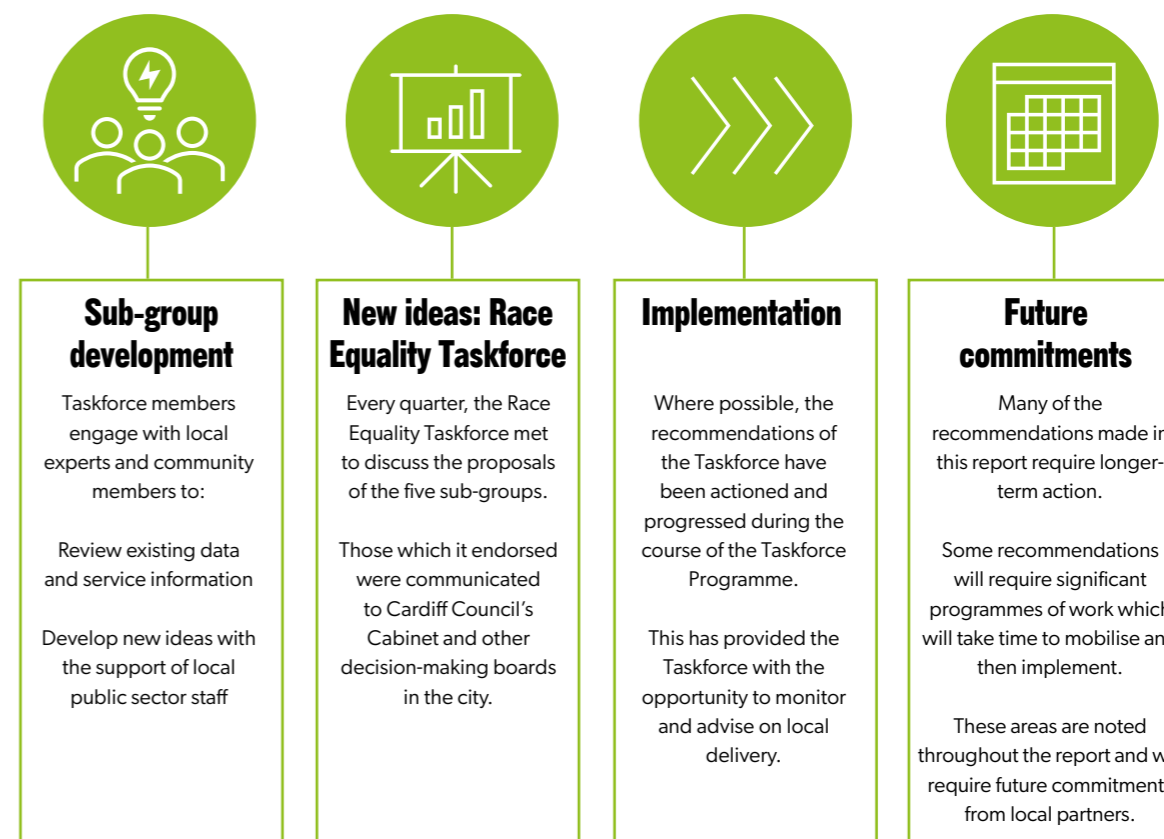 Sub-group
development
Taskforce members
engage with local
experts and community
members to:
Review existing data
and service information
Develop new ideas with
the support of local
public sector staff
New ideas: Race
Equality Taskforce
Every quarter, the Race
Equality Taskforce met
to discuss the proposals
of the five sub-groups.
Those which it endorsed
were communicated
to Cardiff Council's
Cabinet and other
decision-making boards
in the city.
Implementation
Where possible, the
recommendations of
the Taskforce have
been actioned and
progressed during the
course of the Taskforce
Programme.
This has provided the
Taskforce with the
opportunity to monitor
and advise on local
delivery.
Future
commitments
Many of the
recommendations made in
this report require longer-
term action.
Some recommendations
will require significant
programmes of work which
will take time to mobilise an
then implement.
These areas are noted
throughout the report and w
require future commitment
from local partners.